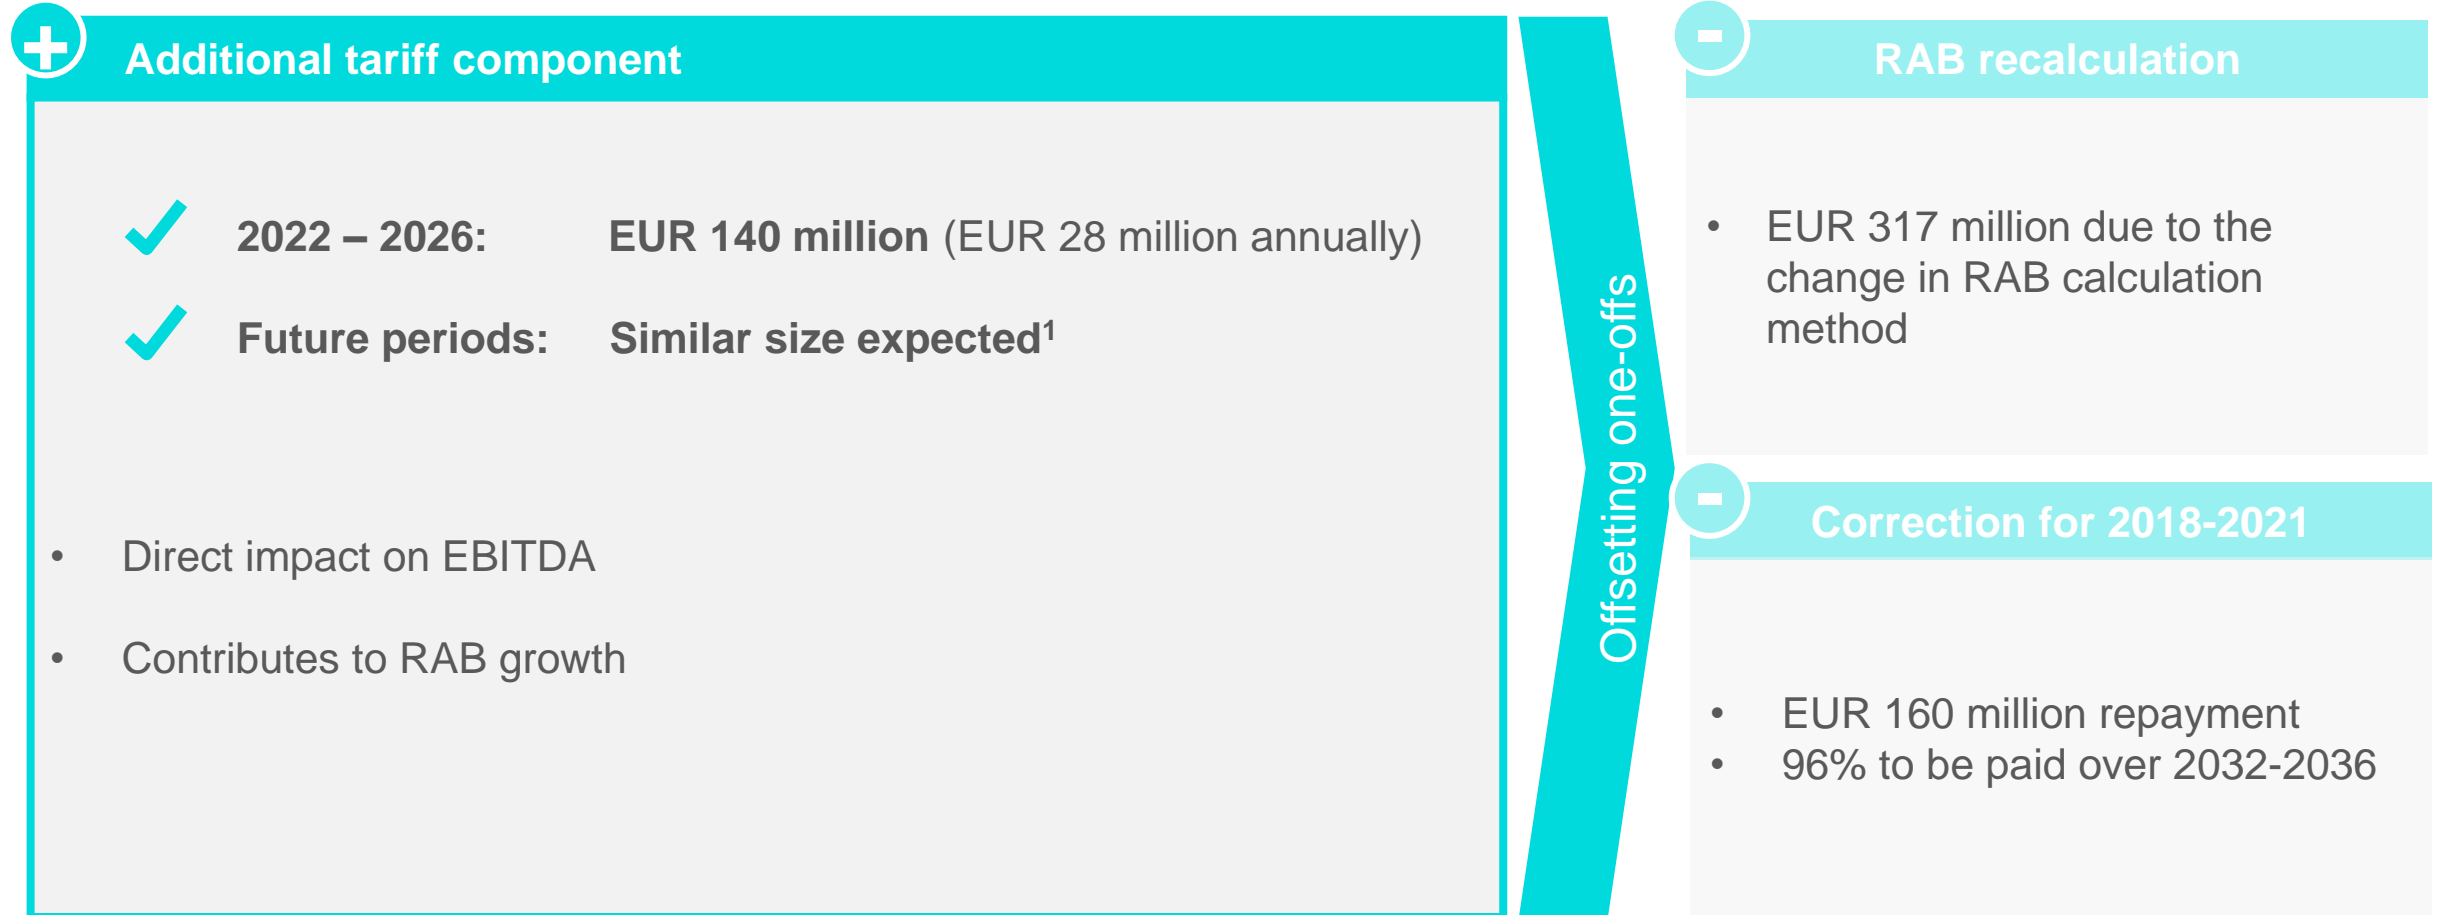 Additional tariff component
2022 – 2026: EUR 140 million (EUR 28 million annually)
Future periods: Similar size expected¹
• Direct impact on EBITDA
• Contributes to RAB growth
Offsetting one-offs
RAB recalculation
• EUR 317 million due to the
change in RAB calculation
method
Correction for 2018-2021
• EUR 160 million repayment
• 96% to be paid over 2032-2036